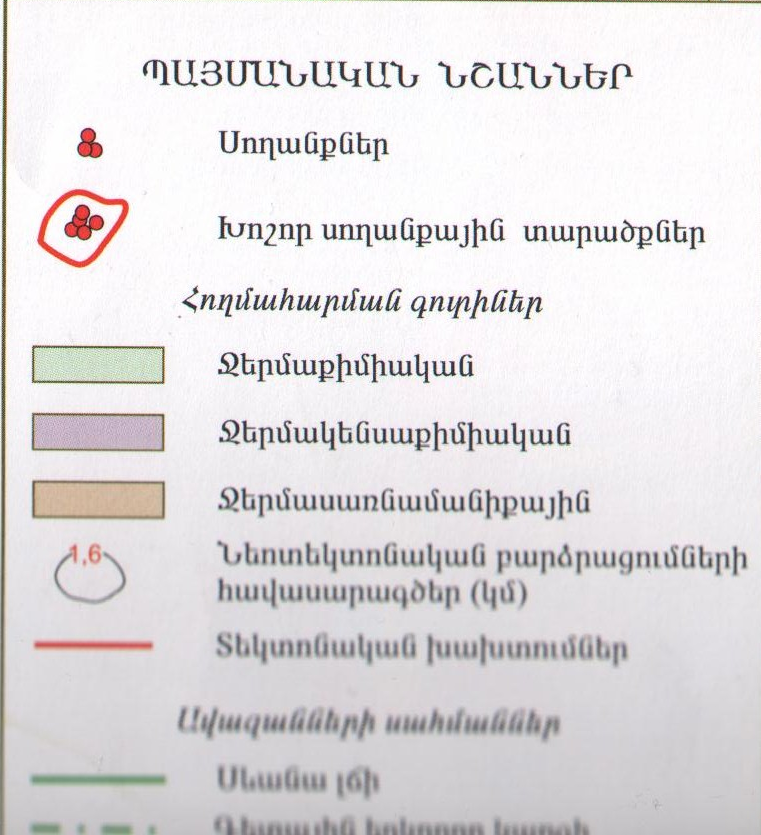 ՊԱՅՄԱՆԱԿԱՆ ՆՇԱՆՆԵՐ
Սողանքներ
Խոշոր սողանքային տարածքներ
Հողմահարման գոտիներ
Ջերմաքիմիական
Ջերմակենսաքիմիական
Ջերմասառնամանիքային
1,6
Նեոտեկտոնական բարձրացումների
հավասարագծեր (կմ)
Տեկտոնական խախտումներ
Ավազանների սահմաններ
Սևանա լճի